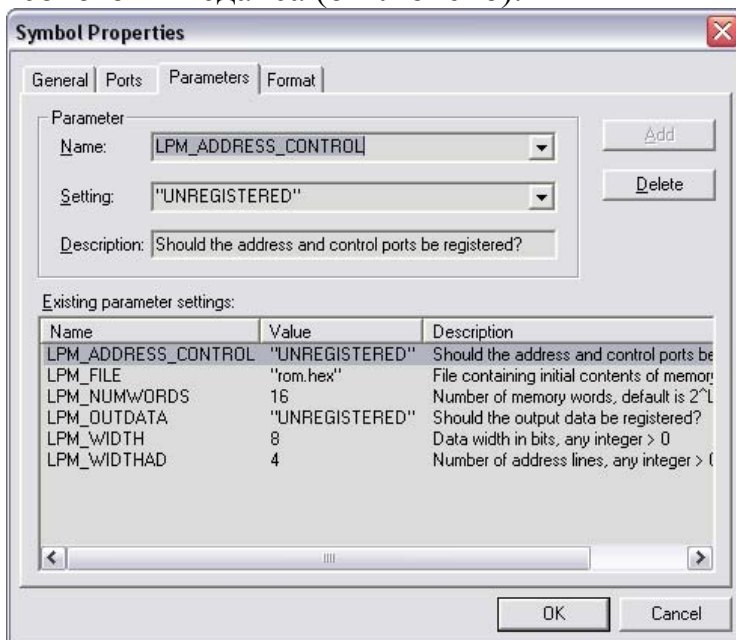 Symbol Properties
General Ports Parameters Format
Parameter
Name: LPM_ADDRESS_CONTROL
Add
Setting: "UNREGISTERED"
Delete
Description: Should the address and control ports be registered?
Existing parameter settings:
Name Value Description
LPM_ADDRESS_CONTROL "UNREGISTERED" Should the address and control ports be
LPM_FILE "rom.hex" File containing initial contents of memor
LPM_NUMWORDS 16 Number of memory words, default is 2^L
LPM_OUTDATA "UNREGISTERED" Should the output data be registered?
LPM_WIDTH 8 Data width in bits, any integer > 0
LPM_WIDTHAD 4 Number of address lines, any integer > (
OK Cancel